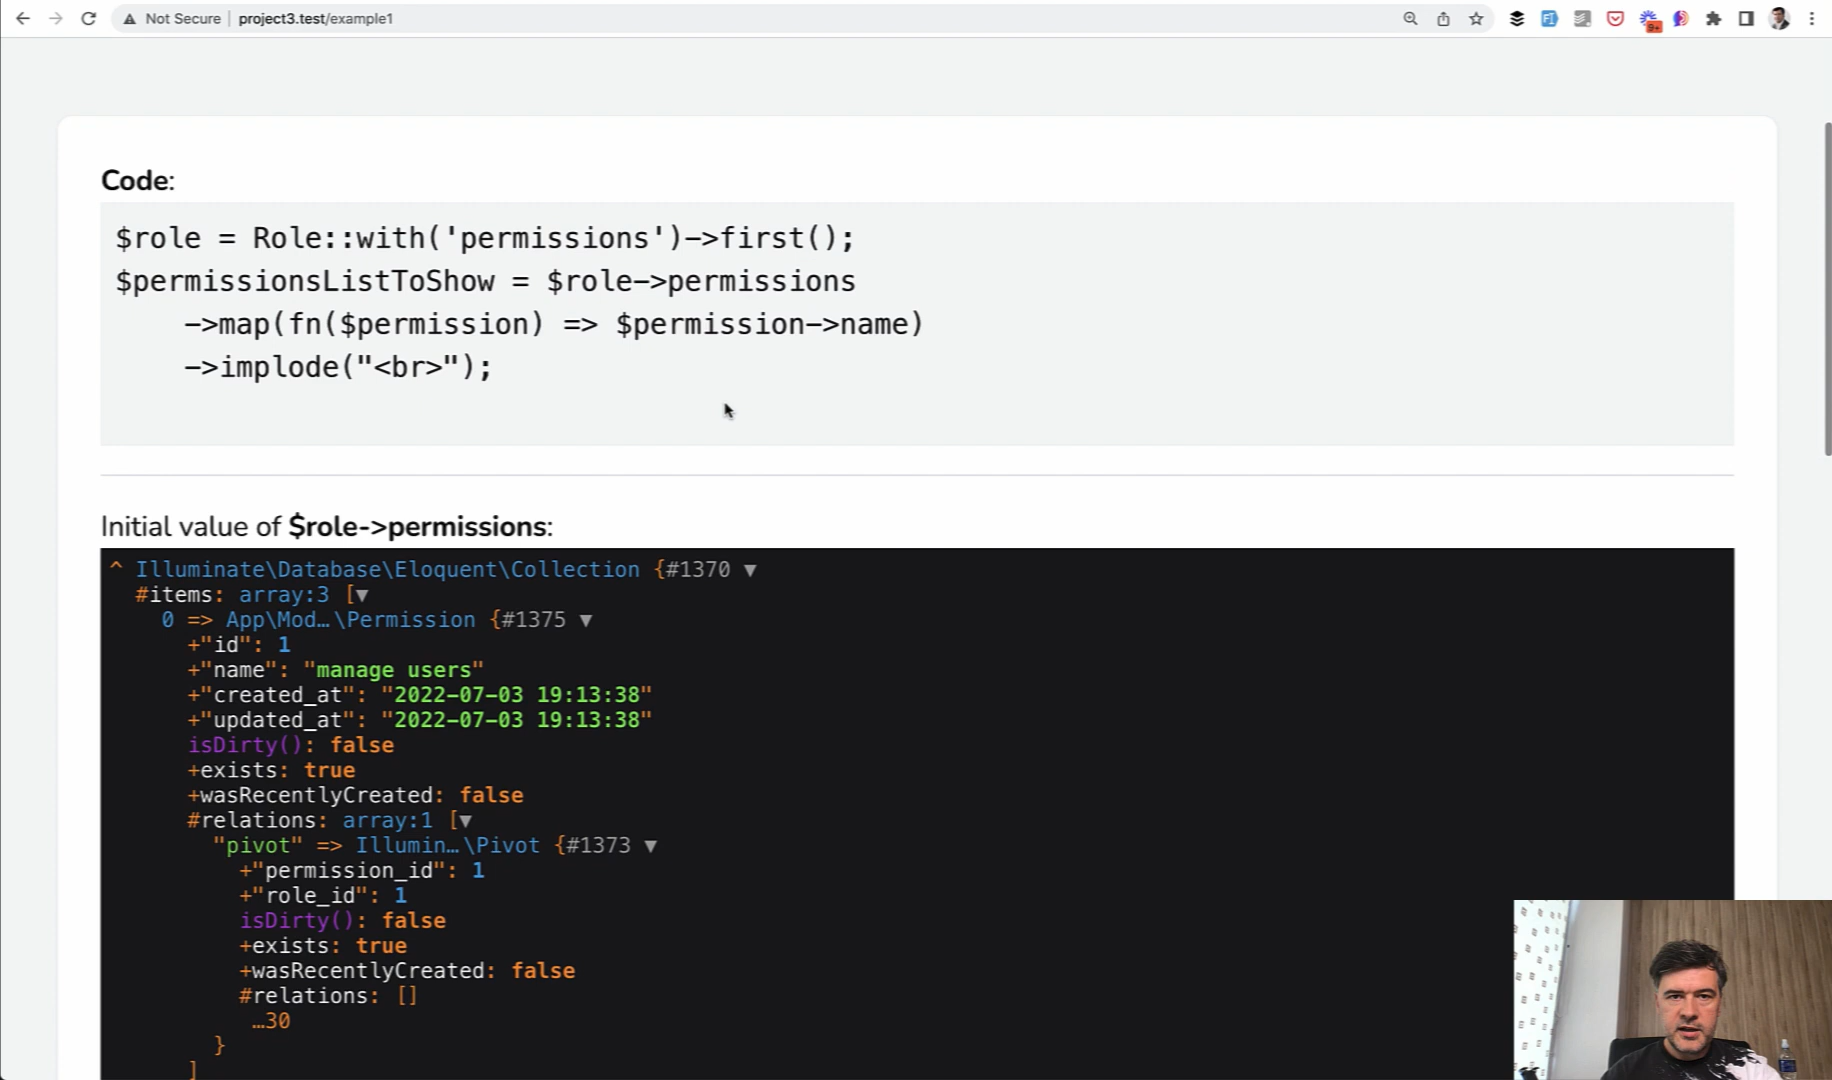 Not Secure | project3.test/example1
9+
Code:
$role = Role::with('permissions')->first();
$permissionsListToShow = $role->permissions
    ->map(fn($permission) => $permission->name)
    ->implode("<br>");
Initial value of $role->permissions:
^ Illuminate\Database\Eloquent\Collection {#1370 ▼
  #items: array:3 [▼
    0 => App\Mod…\Permission {#1375 ▼
      +"id": 1
      +"name": "manage users"
      +"created_at": "2022-07-03 19:13:38"
      +"updated_at": "2022-07-03 19:13:38"
      isDirty(): false
      +exists: true
      +wasRecentlyCreated: false
      #relations: array:1 [▼
        "pivot" => Illumin…\Pivot {#1373 ▼
          +"permission_id": 1
          +"role_id": 1
          isDirty(): false
          +exists: true
          +wasRecentlyCreated: false
          #relations: []
           …30
        }
      ]